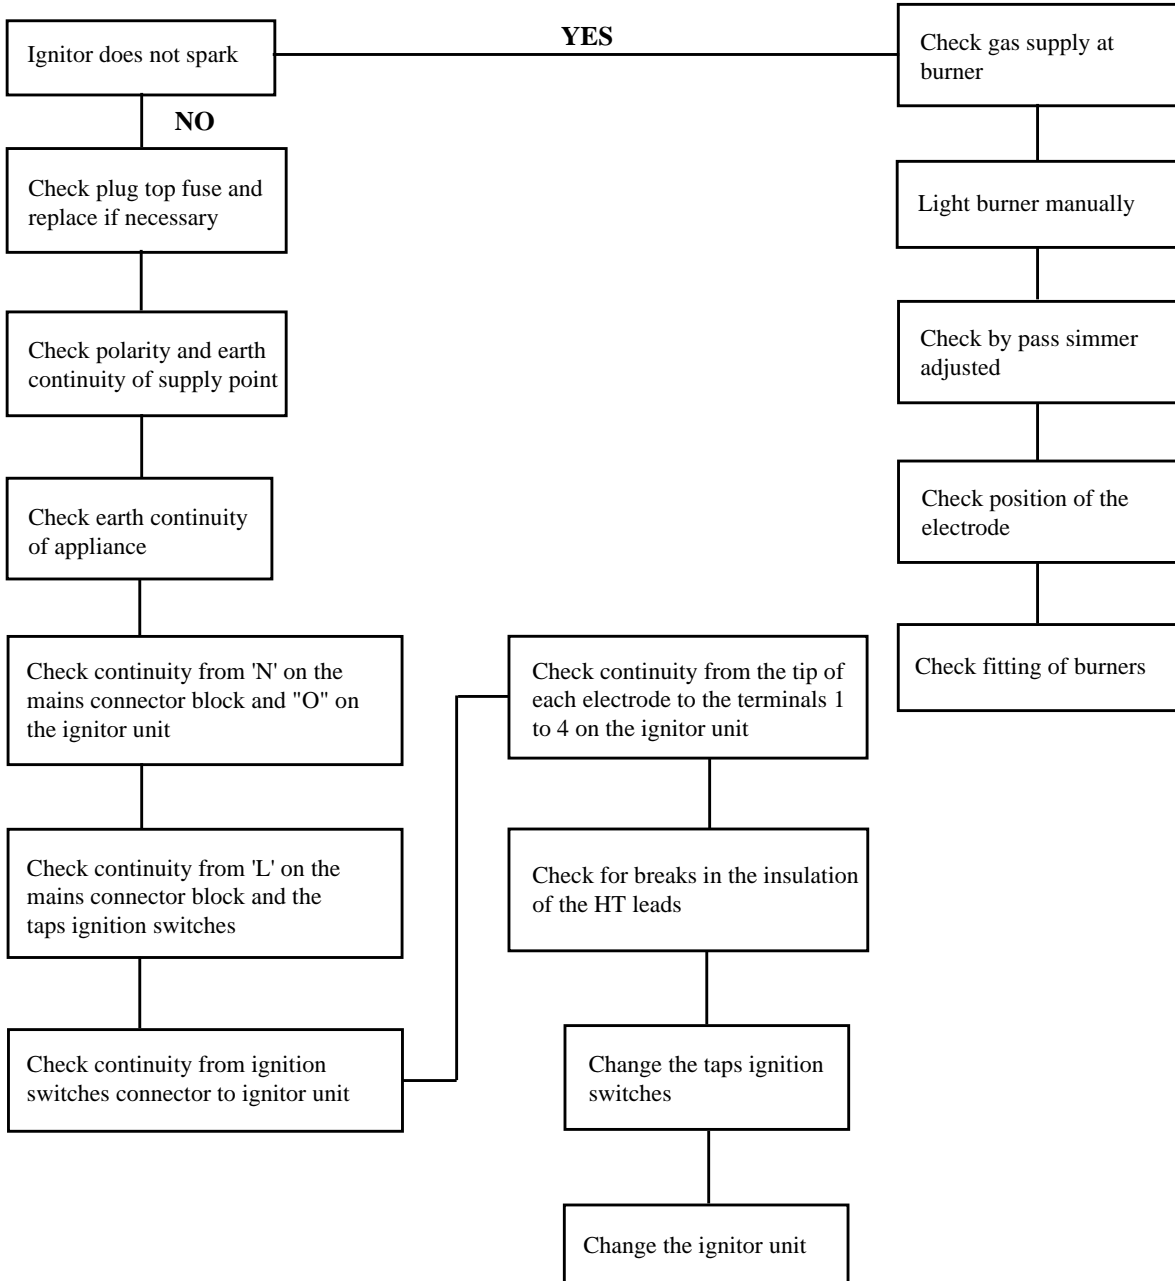 Ignitor does not spark
YES
Check gas supply at
burner
NO
Check plug top fuse and
replace if necessary
Light burner manually
Check polarity and earth
continuity of supply point
Check by pass simmer
adjusted
Check earth continuity
of appliance
Check position of the
electrode
Check continuity from 'N' on the
mains connector block and "O" on
the ignitor unit
Check continuity from the tip of
each electrode to the terminals 1
to 4 on the ignitor unit
Check fitting of burners
Check continuity from 'L' on the
mains connector block and the
taps ignition switches
Check for breaks in the insulation
of the HT leads
Check continuity from ignition
switches connector to ignitor unit
Change the taps ignition
switches
Change the ignitor unit